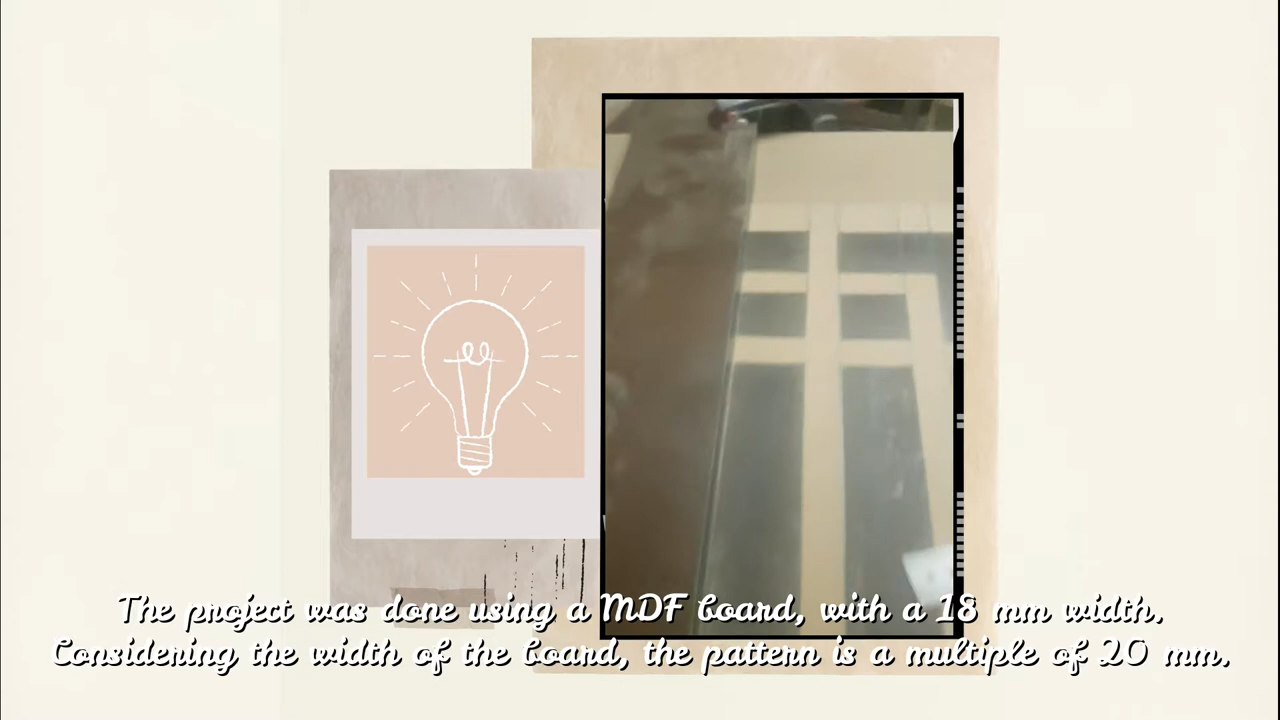 The project was done using a MDF board, with a 18 mm width.
Considering the width of the board, the pattern is a multiple of 20 mm.